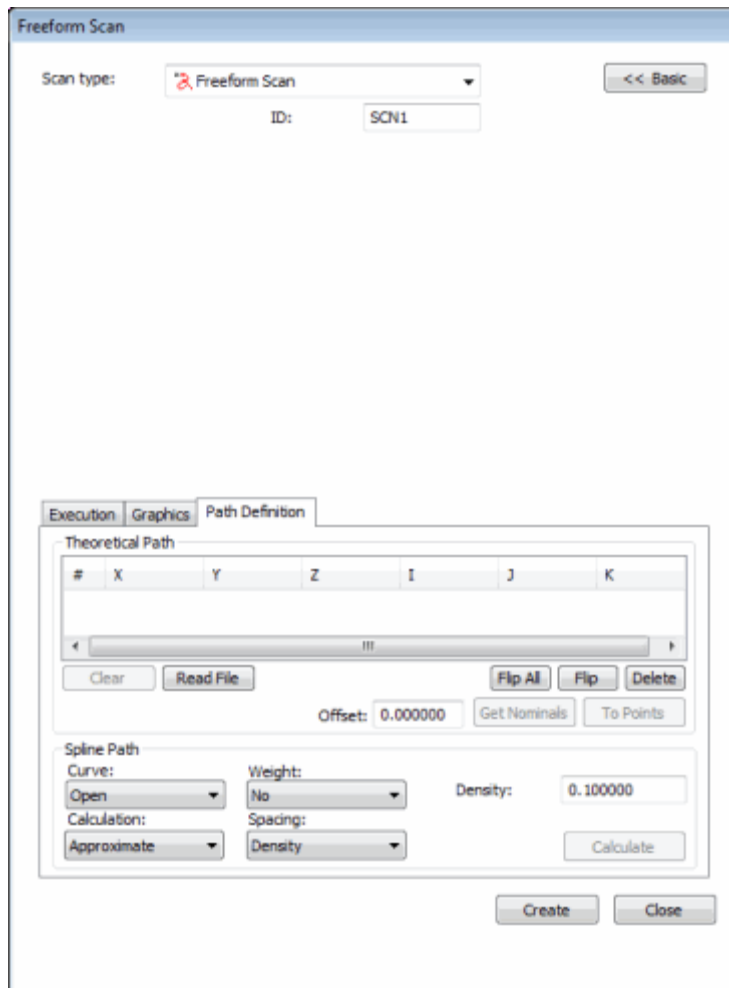 Freeform Scan
Scan type: Freeform Scan << Basic
ID: SCN1
Execution Graphics Path Definition
Theoretical Path
# X Y Z I J K
Clear Read File Flip All Flip Delete
Offset: 0.000000 Get Nominals To Points
Spline Path
Curve: Weight:
Open No Density: 0.100000
Calculation: Spacing:
Approximate Density Calculate
Create Close